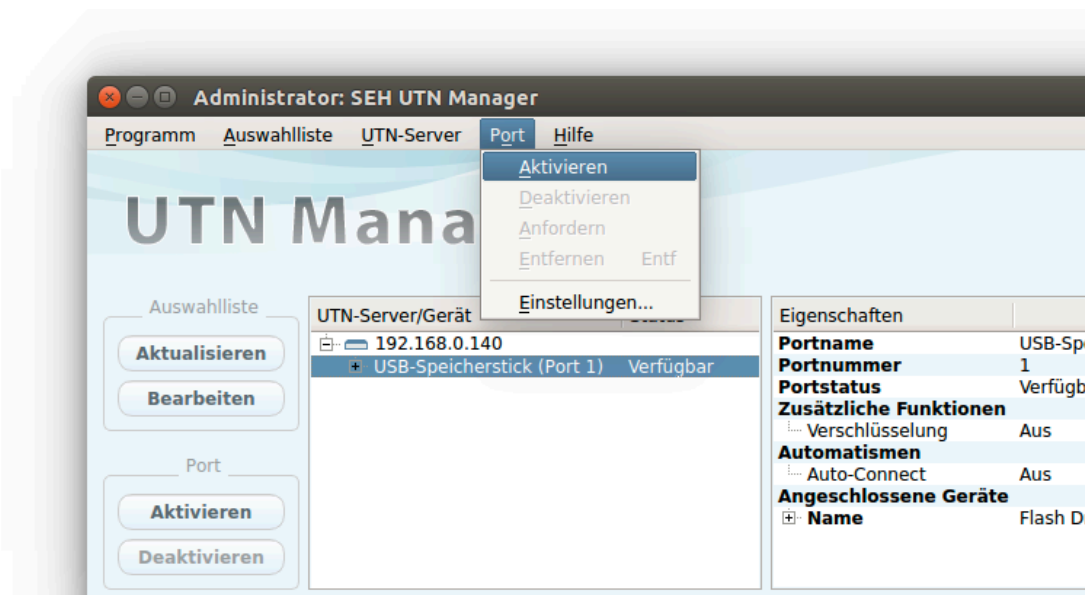 Administrator: SEH UTN Manager
Programm Auswahlliste UTN-Server Port Hilfe
Aktivieren
Deaktivieren
Anfordern
Entfernen Entf
Einstellungen...
UTN Mana
Auswahlliste
Aktualisieren
Bearbeiten
Port
Aktivieren
Deaktivieren
UTN-Server/Gerät Status
192.168.0.140
USB-Speicherstick (Port 1) Verfügbar
Eigenschaften
Portname USB-Spe
Portnummer 1
Portstatus Verfügb
Zusätzliche Funktionen
Verschlüsselung Aus
Automatismen
Auto-Connect Aus
Angeschlossene Geräte
Name Flash D